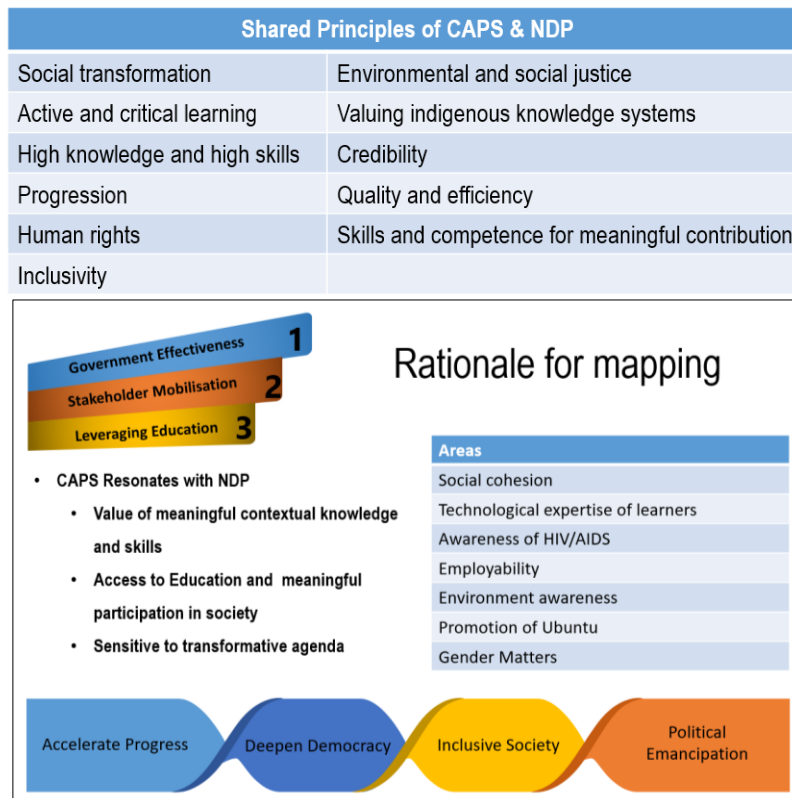 Shared Principles of CAPS & NDP
Social transformation
Environmental and social justice
Active and critical learning
Valuing indigenous knowledge systems
High knowledge and high skills
Credibility
Progression
Quality and efficiency
Human rights
Skills and competence for meaningful contribution
Inclusivity
Government Effectiveness 1
Stakeholder Mobilisation 2
Leveraging Education 3
Rationale for mapping
• CAPS Resonates with NDP
• Value of meaningful contextual knowledge
and skills
• Access to Education and meaningful
participation in society
• Sensitive to transformative agenda
Areas
Social cohesion
Technological expertise of learners
Awareness of HIV/AIDS
Employability
Environment awareness
Promotion of Ubuntu
Gender Matters
Accelerate Progress
Deepen Democracy
Inclusive Society
Political
Emancipation